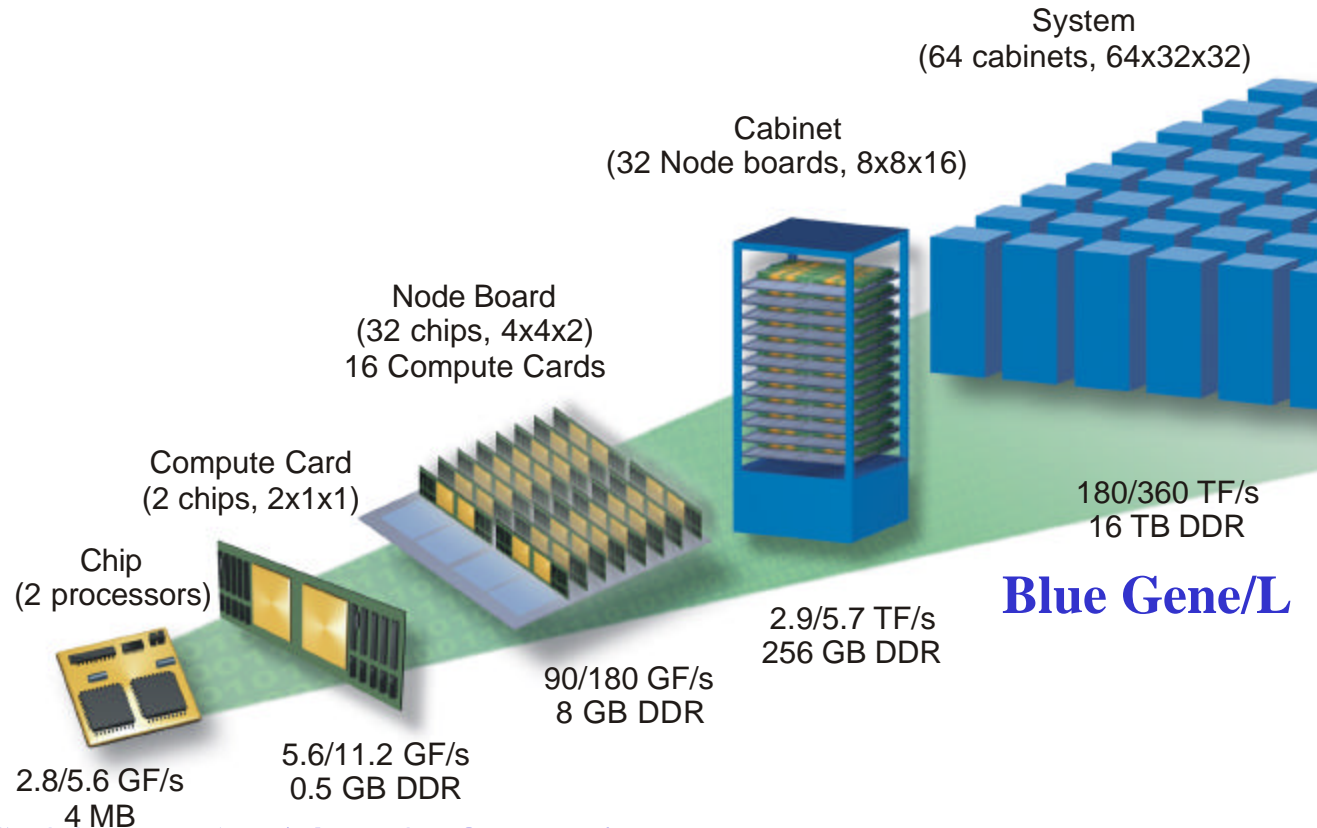 System
(64 cabinets, 64x32x32)
Cabinet
(32 Node boards, 8x8x16)
Node Board
(32 chips, 4x4x2)
16 Compute Cards
Compute Card
(2 chips, 2x1x1)
Chip
(2 processors)
180/360 TF/s
16 TB DDR
Blue Gene/L
2.9/5.7 TF/s
256 GB DDR
90/180 GF/s
8 GB DDR
5.6/11.2 GF/s
0.5 GB DDR
2.8/5.6 GF/s
4 MB